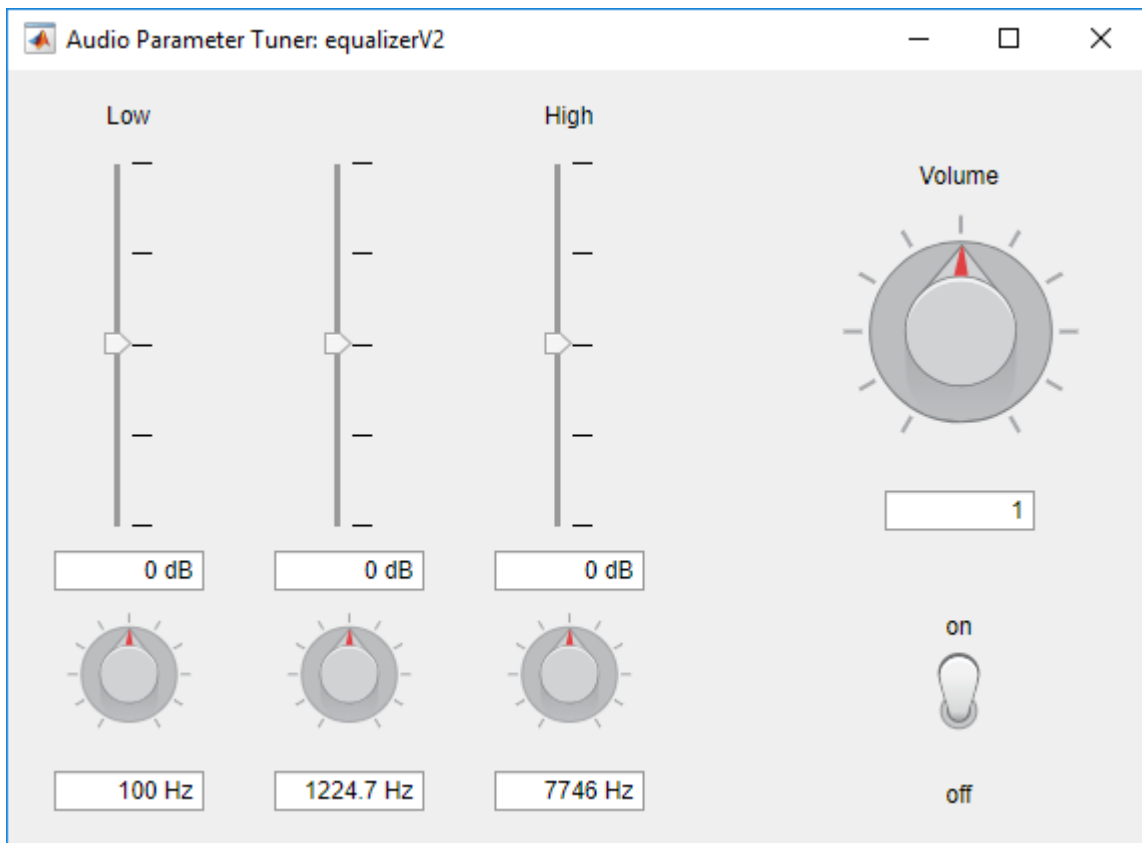 Audio Parameter Tuner: equalizerV2
Low
High
Volume
1
0 dB
0 dB
0 dB
on
100 Hz
1224.7 Hz
7746 Hz
off